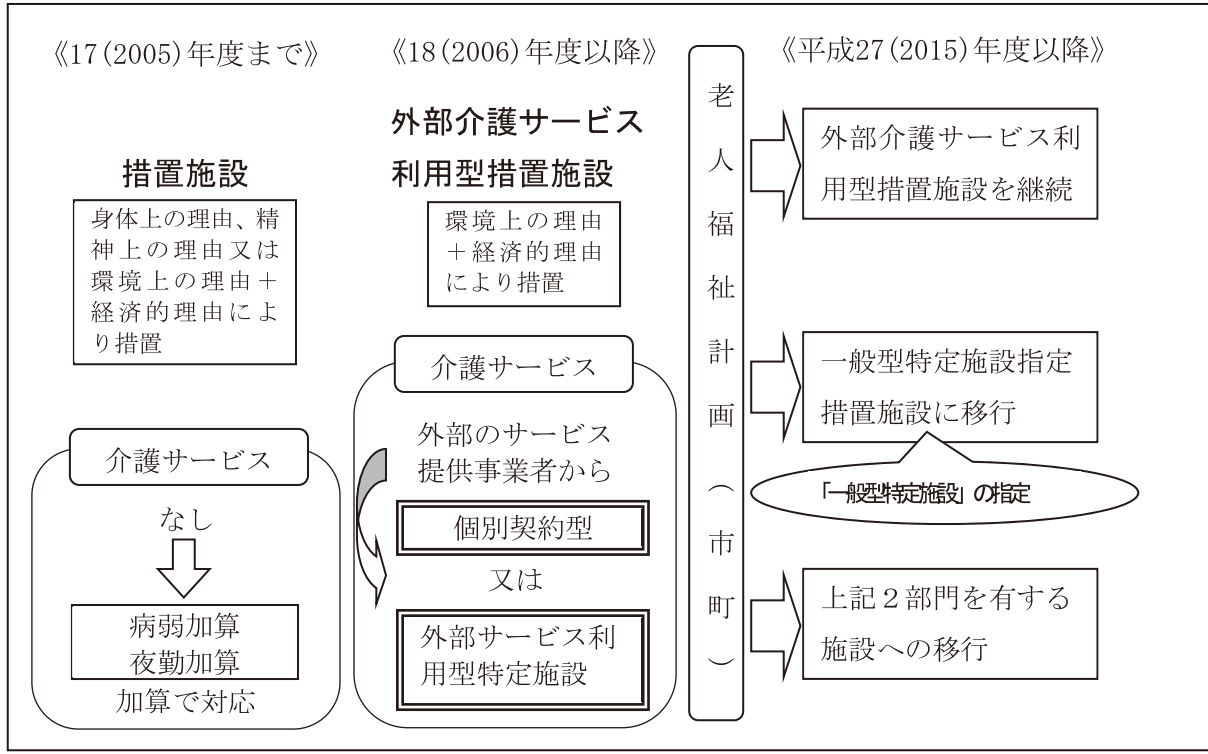 《17(2005)年度まで》
措置施設
身体上の理由、精
神上の理由又は
環境上の理由＋
経済的理由によ
り措置
介護サービス
なし
病弱加算
夜勤加算
加算で対応
《18(2006)年度以降》
外部介護サービス
利用型措置施設
環境上の理由
＋経済的理由
により措置
介護サービス
外部のサービス
提供事業者から
個別契約型
又は
外部サービス利
用型特定施設
老人福祉計画（市町）
《平成27(2015)年度以降》
外部介護サービス利
用型措置施設を継続
一般型特定施設指定
措置施設に移行
「一般型特定施設」の指定
上記２部門を有する
施設への移行